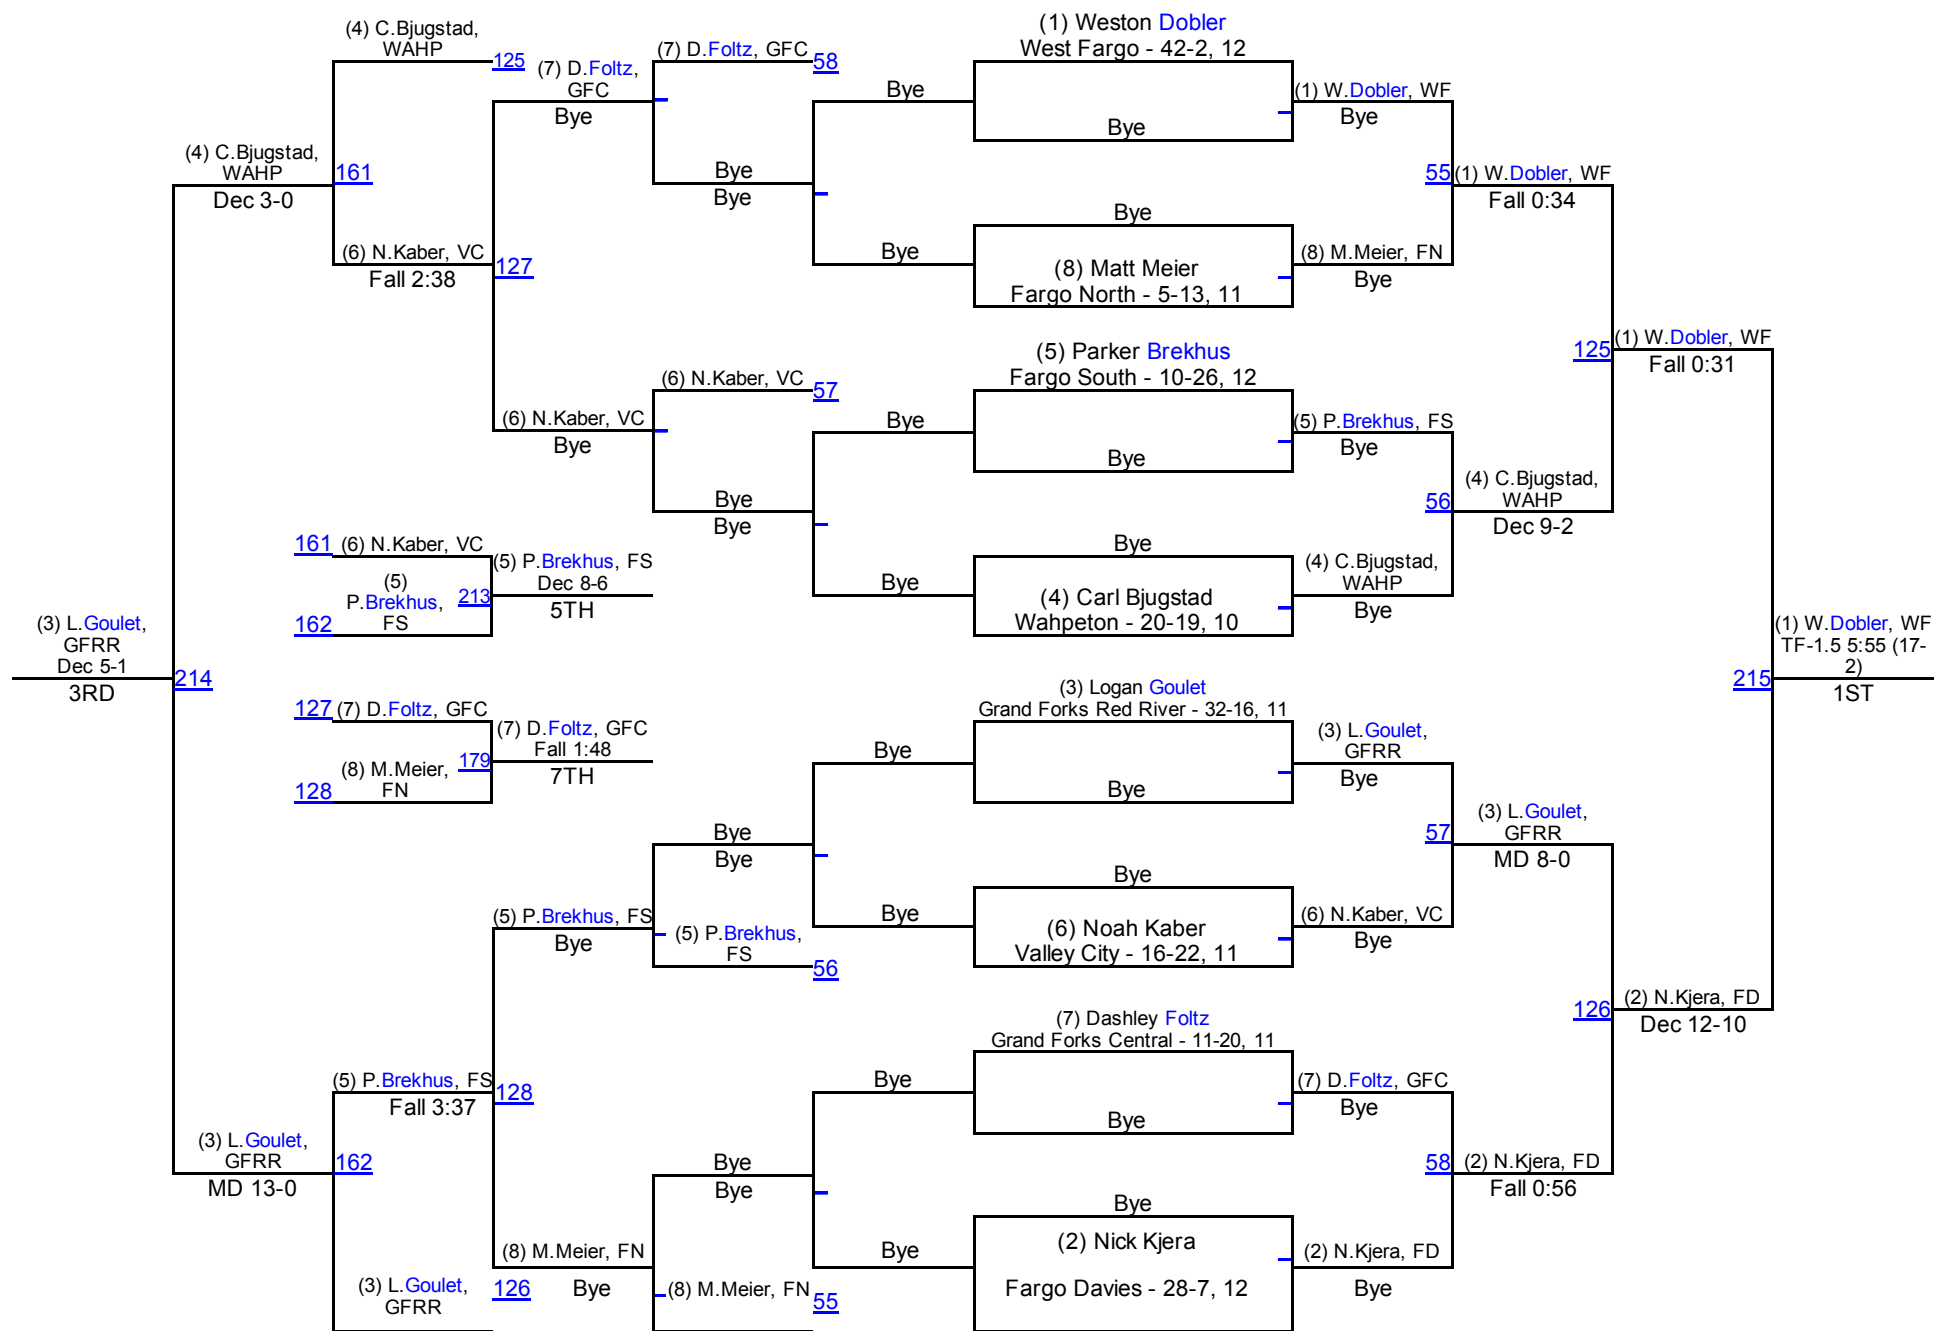 (4) C.Bjugstad,
WAHP
125
(7) D.Foltz,
GFC
Bye
(7) D.Foltz, GFC
58
Bye
(1) Weston Dobler
West Fargo - 42-2, 12
Bye
(1) W.Dobler, WF
Bye
(4) C.Bjugstad,
WAHP
Dec 3-0
161
Bye
Bye
55
(1) W.Dobler, WF
Fall 0:34
(6) N.Kaber, VC
Fall 2:38
127
Bye
Bye
(8) Matt Meier
Fargo North - 5-13, 11
(8) M.Meier, FN
Bye
(5) Parker Brekhus
Fargo South - 10-26, 12
Bye
125
(1) W.Dobler, WF
Fall 0:31
(6) N.Kaber, VC
57
(6) N.Kaber, VC
Bye
Bye
(5) P.Brekhus, FS
Bye
Bye
Bye
56
(4) C.Bjugstad,
WAHP
Dec 9-2
161
(6) N.Kaber, VC
(5)
P.Brekhus,
FS
162
213
(5) P.Brekhus, FS
Dec 8-6
5TH
Bye
Bye
(4) Carl Bjugstad
Wahpeton - 20-19, 10
(4) C.Bjugstad,
WAHP
Bye
(3) L.Goulet,
GFRR
Dec 5-1
3RD
214
215
(1) W.Dobler, WF
TF-1.5 5:55 (17-
2)
1ST
127
(7) D.Foltz, GFC
(8) M.Meier,
FN
128
179
(7) D.Foltz, GFC
Fall 1:48
7TH
Bye
(3) Logan Goulet
Grand Forks Red River - 32-16, 11
Bye
(3) L.Goulet,
GFRR
Bye
Bye
Bye
57
(3) L.Goulet,
GFRR
MD 8-0
(5) P.Brekhus, FS
Bye
(5) P.Brekhus,
FS
56
Bye
Bye
(6) Noah Kaber
Valley City - 16-22, 11
(6) N.Kaber, VC
Bye
126
(2) N.Kjera, FD
Dec 12-10
(5) P.Brekhus, FS
Fall 3:37
128
Bye
(7) Dashley Foltz
Grand Forks Central - 11-20, 11
Bye
(7) D.Foltz, GFC
Bye
(3) L.Goulet,
GFRR
MD 13-0
162
Bye
Bye
58
(2) N.Kjera, FD
Fall 0:56
(8) M.Meier, FN
Bye
Bye
Bye
(2) Nick Kjera
Fargo Davies - 28-7, 12
(2) N.Kjera, FD
Bye
(3) L.Goulet,
GFRR
126
(8) M.Meier, FN
55